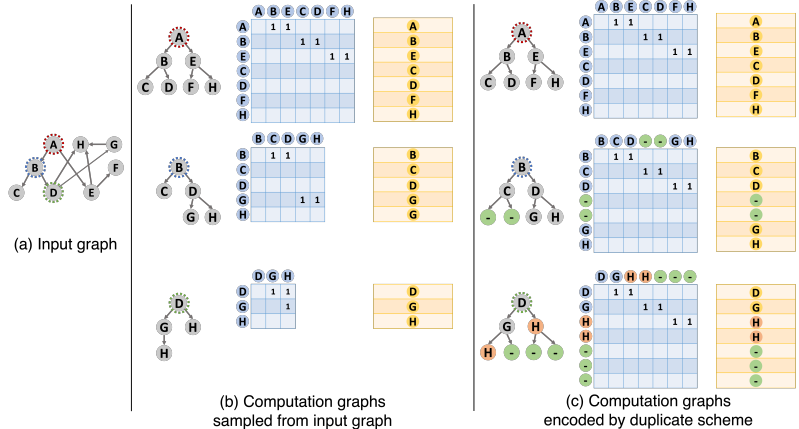 A H G
B F
C D E
(a) Input graph
A
B E
C D F H
A B E C D F H
A 1 1
B 1 1
E 1 1
C
D
F
H
A
B
E
C
D
F
H
B
C D
G H
B C D G H
B 1 1
C
D
G 1 1
H
B
C
D
G
H
D
G H
H
D G H
D 1 1
G 1
H
D
G
H
(b) Computation graphs
sampled from input graph
A
B E
C D F H
A B E C D F H
A 1 1
B 1 1
E 1 1
C
D
F
H
A
B
E
C
D
F
H
B
C D
- - G H
B C D - - G H
B 1 1
C 1 1
D 1 1
-
-
G
H
B
C
D
-
-
G
H
D
G H
H - - -
D G H H - - -
D 1 1
G 1 1
H 1 1
H
-
-
-
D
G
H
H
-
-
-
(c) Computation graphs
encoded by duplicate scheme